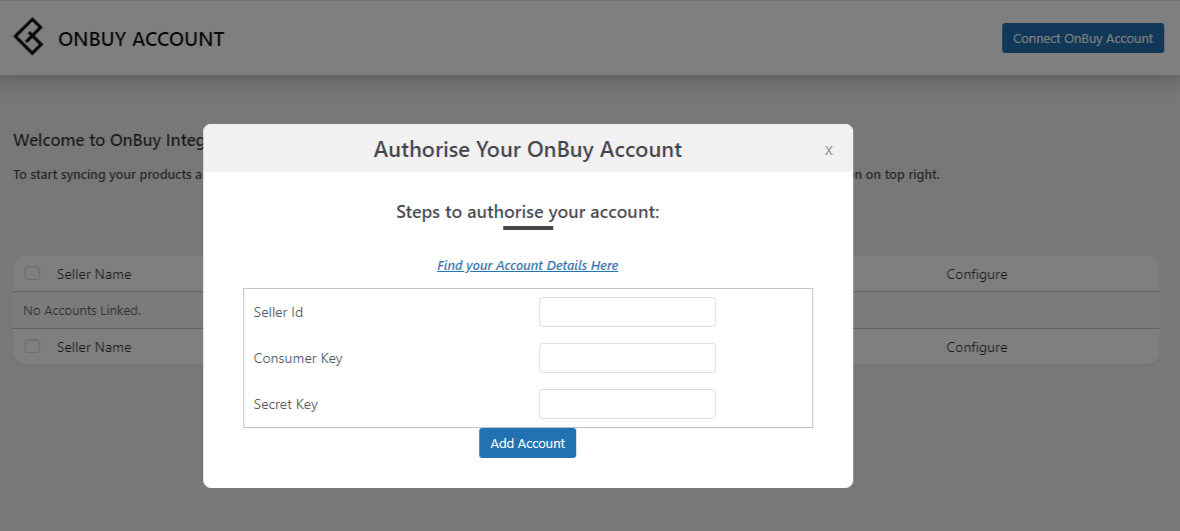 ONBUY ACCOUNT
Connect OnBuy Account
Welcome to OnBuy Integ
To start syncing your products a
n on top right.
Authorise Your OnBuy Account
x
Steps to authorise your account:
Find your Account Details Here
Seller Id
Consumer Key
Secret Key
Add Account
Seller Name Configure
No Accounts Linked.
Seller Name Configure